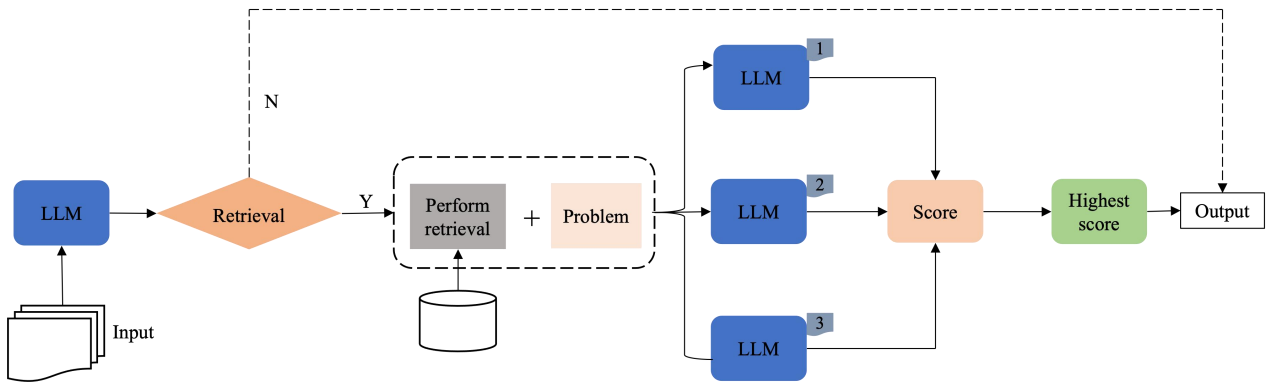 N
1
LLM
Y
LLM
Retrieval
Perform
retrieval
+
Problem
2
LLM
Score
Highest
score
Output
Input
3
LLM